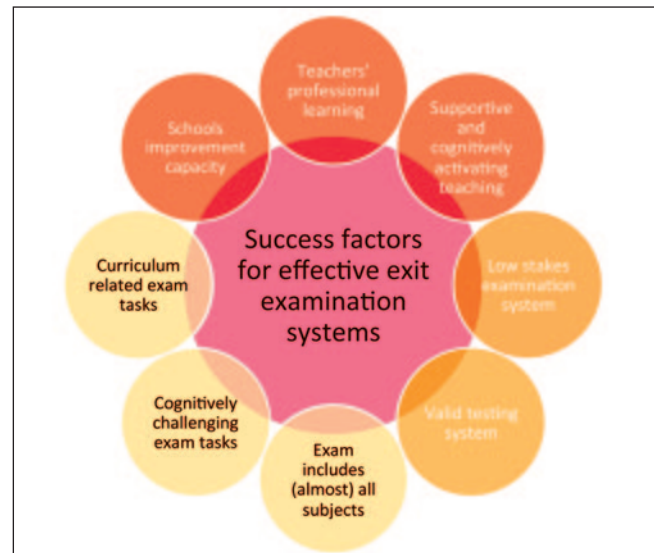 Teachers'
professional
learning
Supportive
and
cognitively
activating
teaching
Low stakes
examination
system
Valid testing
system
Exam
includes
(almost) all
subjects
Cognitively
challenging
exam tasks
Curriculum
related exam
tasks
Schools
improvement
capacity
Success factors
for effective exit
examination
systems